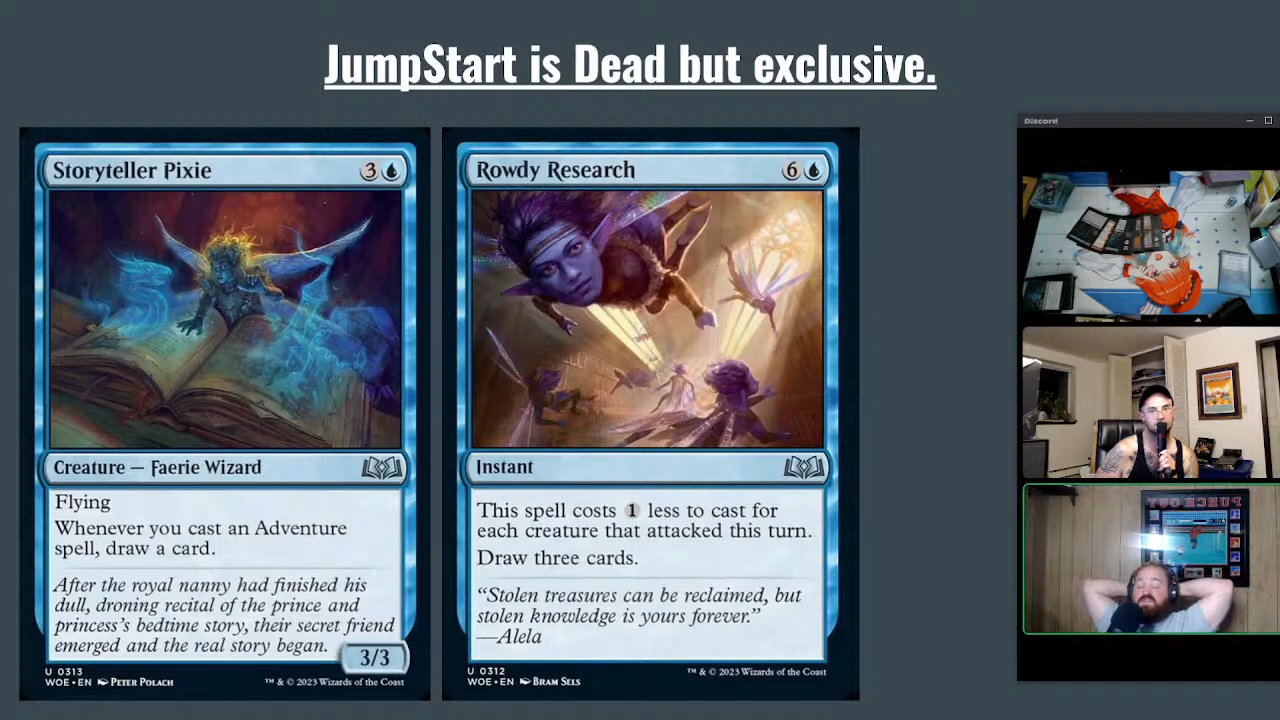 JumpStart is Dead but exclusive.
Storyteller Pixie
3
Creature — Faerie Wizard
Flying
Whenever you cast an Adventure
spell, draw a card.
After the royal nanny had finished his
dull, droning recital of the prince and
princess's bedtime story, their secret friend
emerged and the real story began.
3/3
U 0313
WOE • EN PETER POLACH
™ & © 2023 Wizards of the Coast
Rowdy Research
6
Instant
This spell costs 1 less to cast for
each creature that attacked this turn.
Draw three cards.
"Stolen treasures can be reclaimed, but
stolen knowledge is yours forever."
—Alela
U 0312
WOE • EN BRAM SELS
™ & © 2023 Wizards of the Coast
Discord
PUNCH OUT